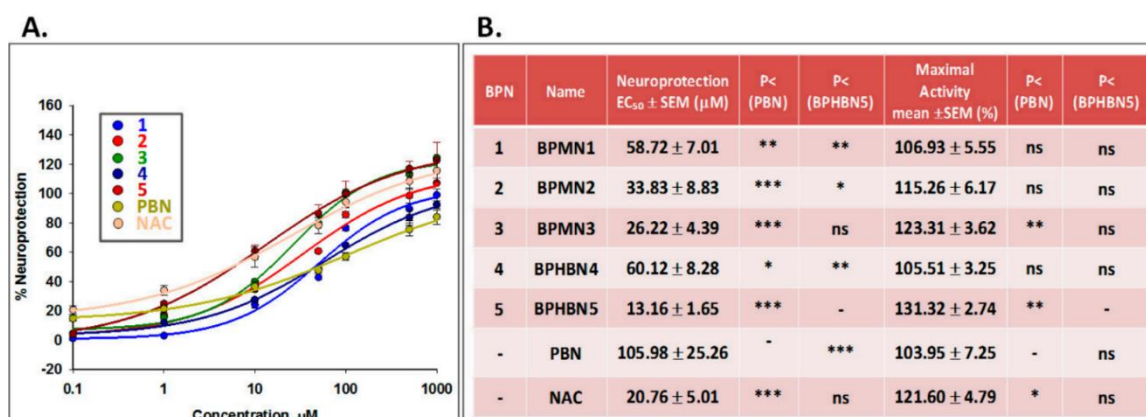 A.
B.
% Neuroprotection
160
140
120
100
80
60
40
20
0
-20
1
2
3
4
5
PBN
NAC
0.1 1 10 100 1000
Concentration, µM
BPN Name Neuroprotection EC₅₀ ± SEM (µM) P< (PBN) P< (BPHBN5) Maximal Activity mean ±SEM (%) P< (PBN) P< (BPHBN5)
1 BPMN1 58.72 ± 7.01 ** ** 106.93 ± 5.55 ns ns
2 BPMN2 33.83 ± 8.83 *** * 115.26 ± 6.17 ns ns
3 BPMN3 26.22 ± 4.39 *** ns 123.31 ± 3.62 ** ns
4 BPHBN4 60.12 ± 8.28 * ** 105.51 ± 3.25 ns ns
5 BPHBN5 13.16 ± 1.65 *** - 131.32 ± 2.74 ** -
- PBN 105.98 ± 25.26 - *** 103.95 ± 7.25 - ns
- NAC 20.76 ± 5.01 *** ns 121.60 ± 4.79 * ns